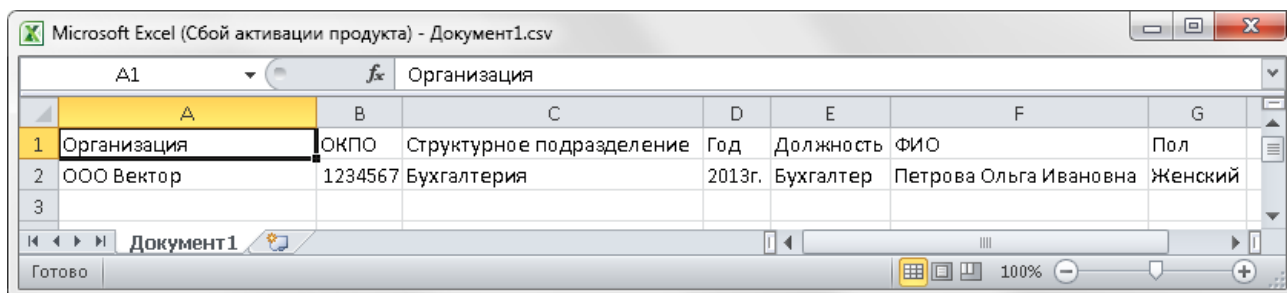 Microsoft Excel (Сбой активации продукта) - Документ1.csv
A1 fx Организация
A B C D E F G
1 Организация ОКПО Структурное подразделение Год Должность ФИО Пол
2 ООО Вектор 1234567 Бухгалтерия 2013г. Бухгалтер Петрова Ольга Ивановна Женский
3
Документ1
Готово 100%